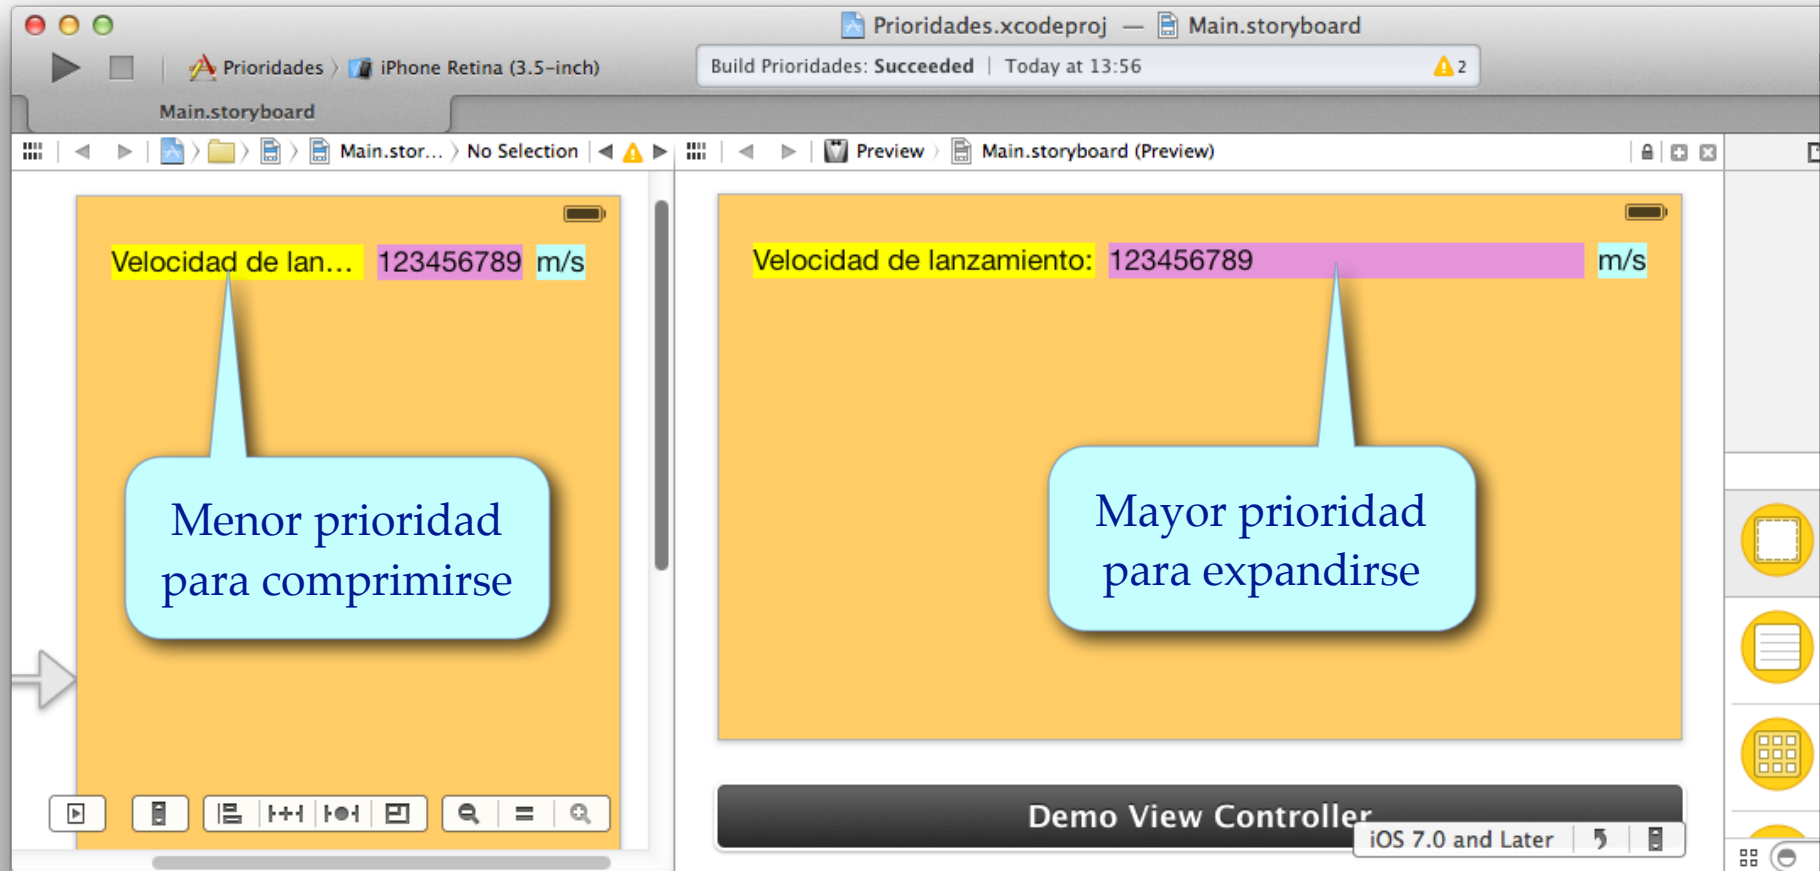 Prioridades.xcodeproj — Main.storyboard
Prioridades 〉 iPhone Retina (3.5-inch)
Build Prioridades: Succeeded | Today at 13:56
2
Main.storyboard
Main.stor... 〉 No Selection
Preview 〉 Main.storyboard (Preview)
Velocidad de lan... 123456789 m/s
Velocidad de lanzamiento: 123456789 m/s
Menor prioridad
para comprimirse
Mayor prioridad
para expandirse
Demo View Controller
iOS 7.0 and Later